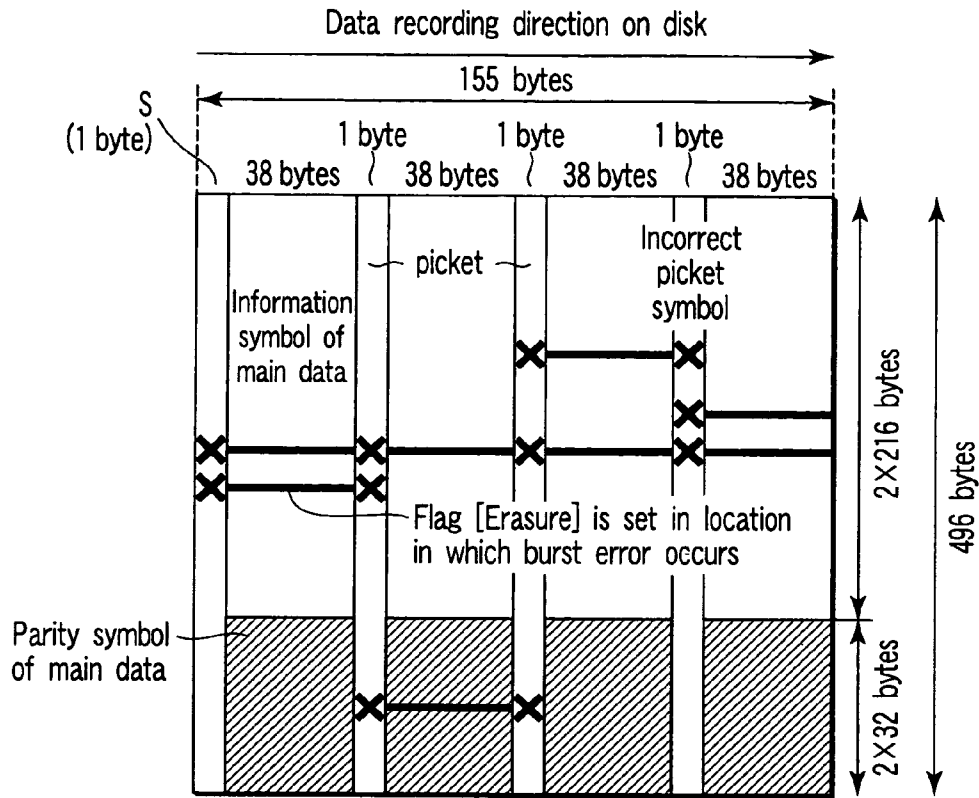 Data recording direction on disk
155 bytes
S
(1 byte)
1 byte
1 byte
1 byte
38 bytes
38 bytes
38 bytes
38 bytes
picket
Incorrect
picket
symbol
Information
symbol of
main data
2×216 bytes
496 bytes
Flag [Erasure] is set in location
in which burst error occurs
Parity symbol
of main data
2×32 bytes